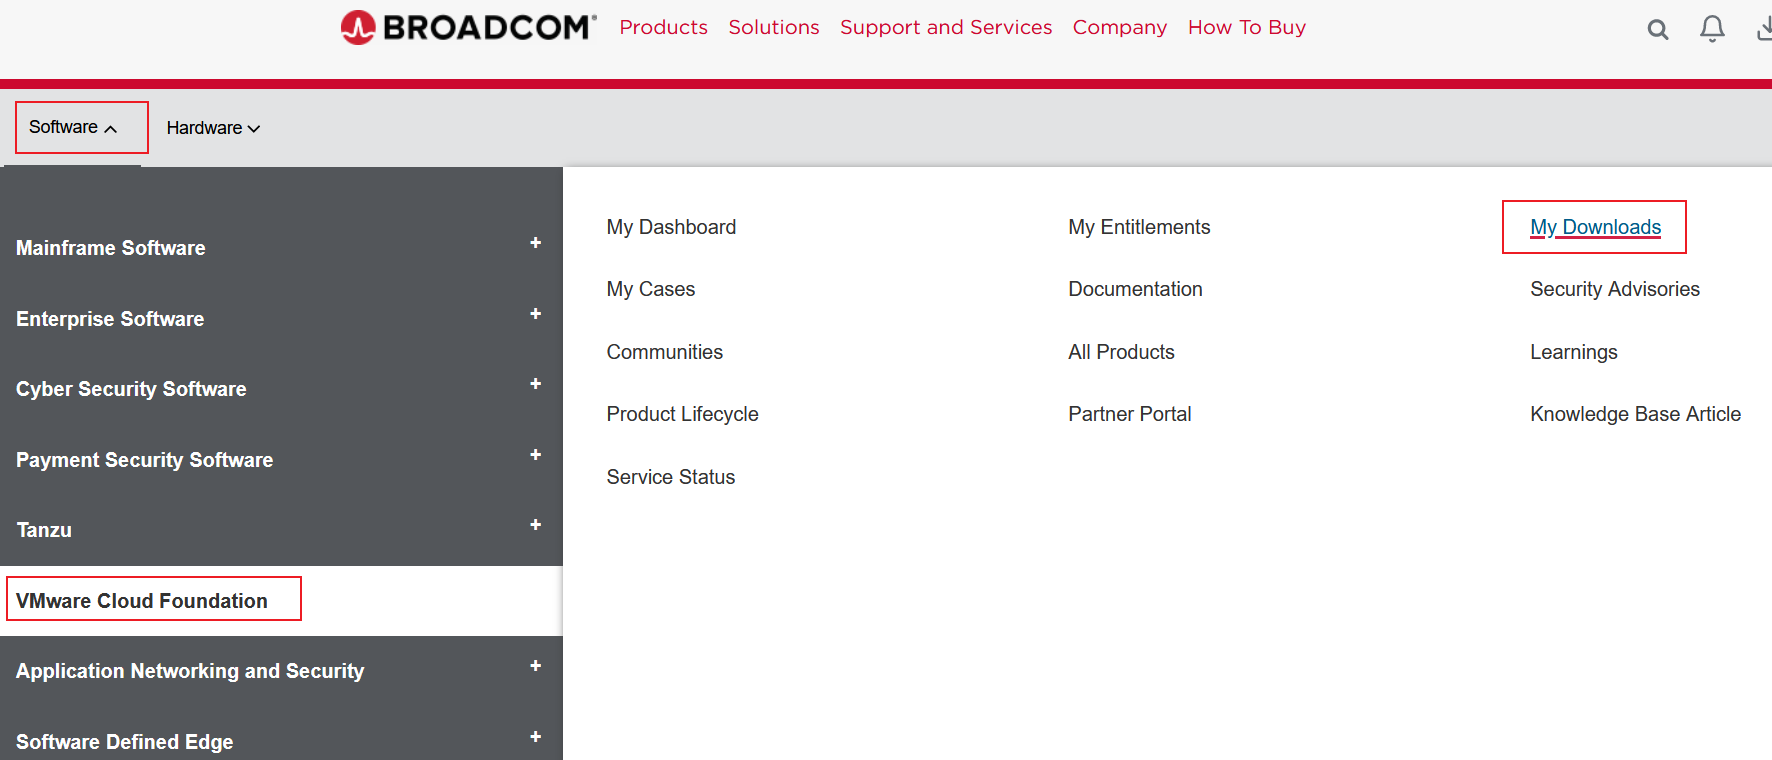 BROADCOM® Products Solutions Support and Services Company How To Buy
Software Hardware
Mainframe Software +
Enterprise Software +
Cyber Security Software +
Payment Security Software +
Tanzu +
VMware Cloud Foundation
Application Networking and Security +
Software Defined Edge +
My Dashboard My Entitlements My Downloads
My Cases Documentation Security Advisories
Communities All Products Learnings
Product Lifecycle Partner Portal Knowledge Base Article
Service Status